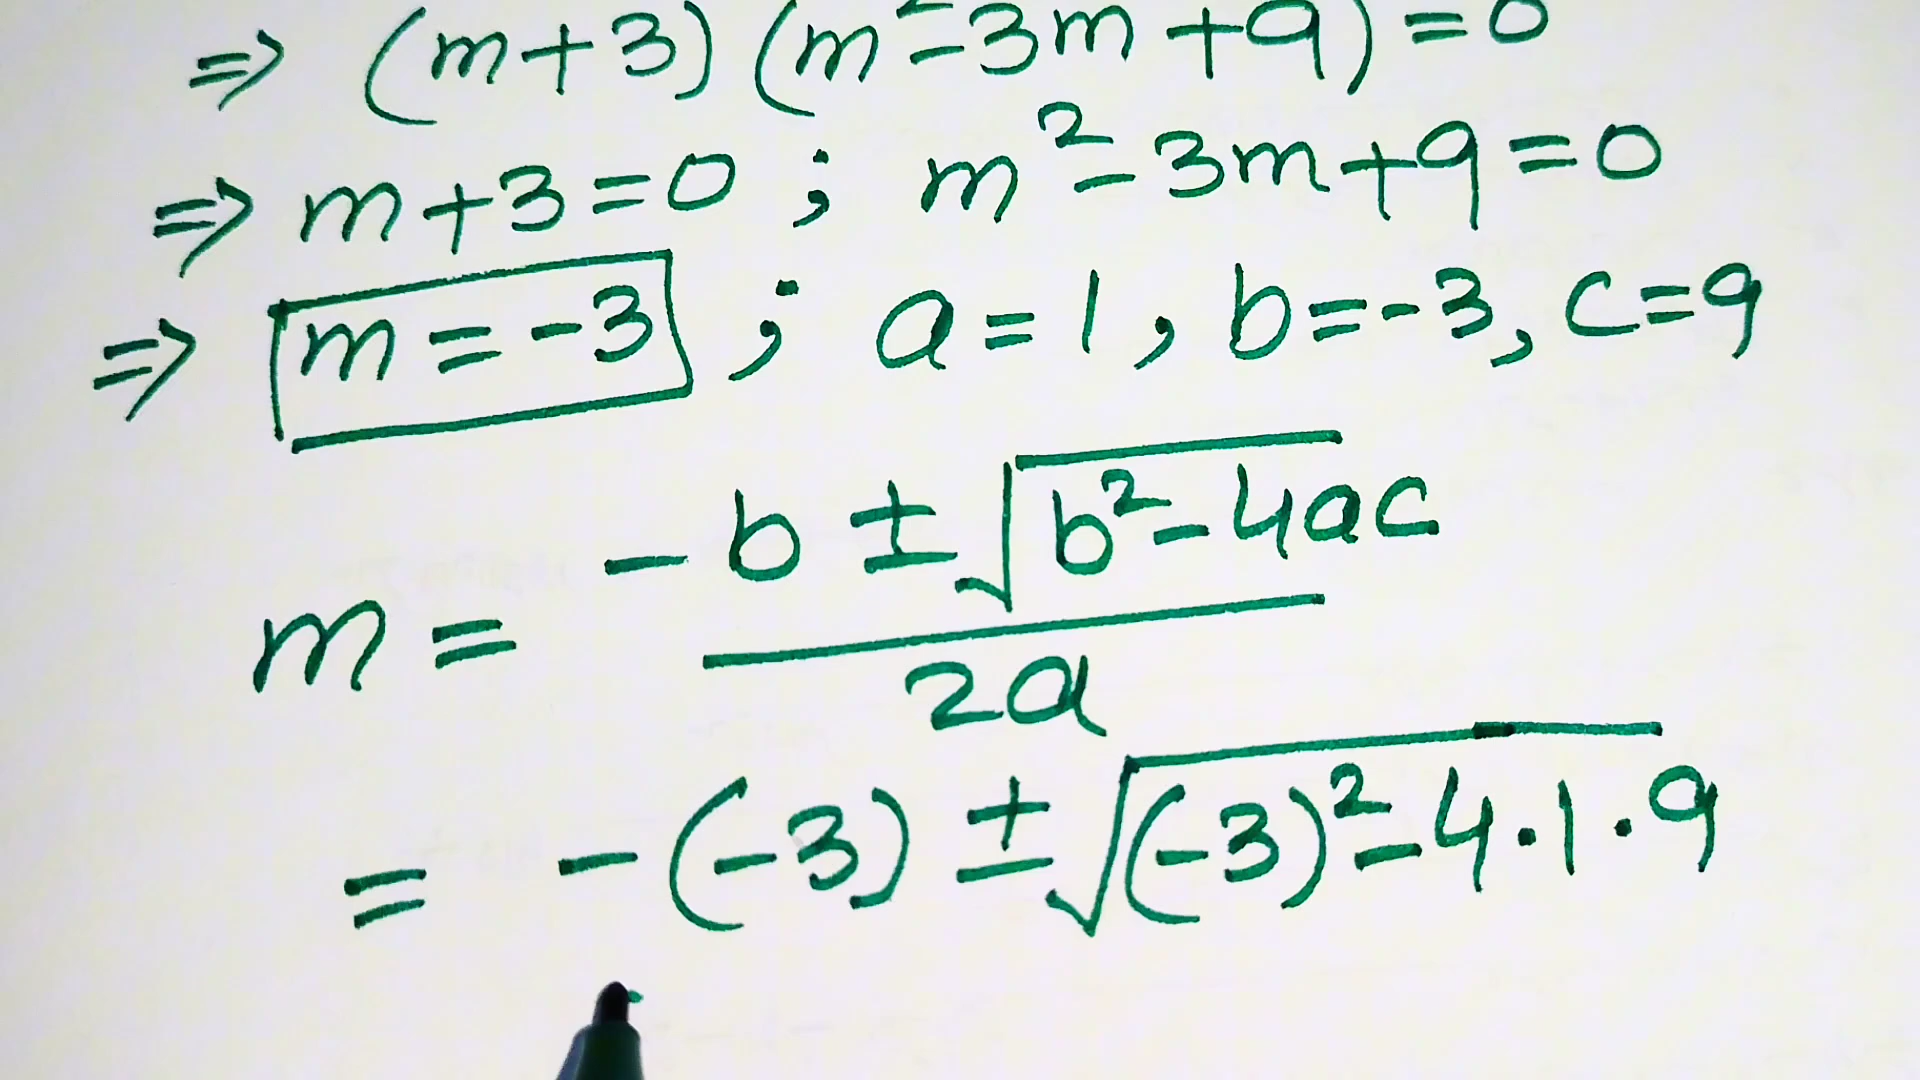 ⇒ (m+3)(m²-3m+9)=0
⇒ m+3=0 ; m²-3m+9=0
⇒ m=-3 ; a=1, b=-3, c=9
m = (-b ± √(b²-4ac))/2a
= -(-3) ± √((-3)²-4·1·9)